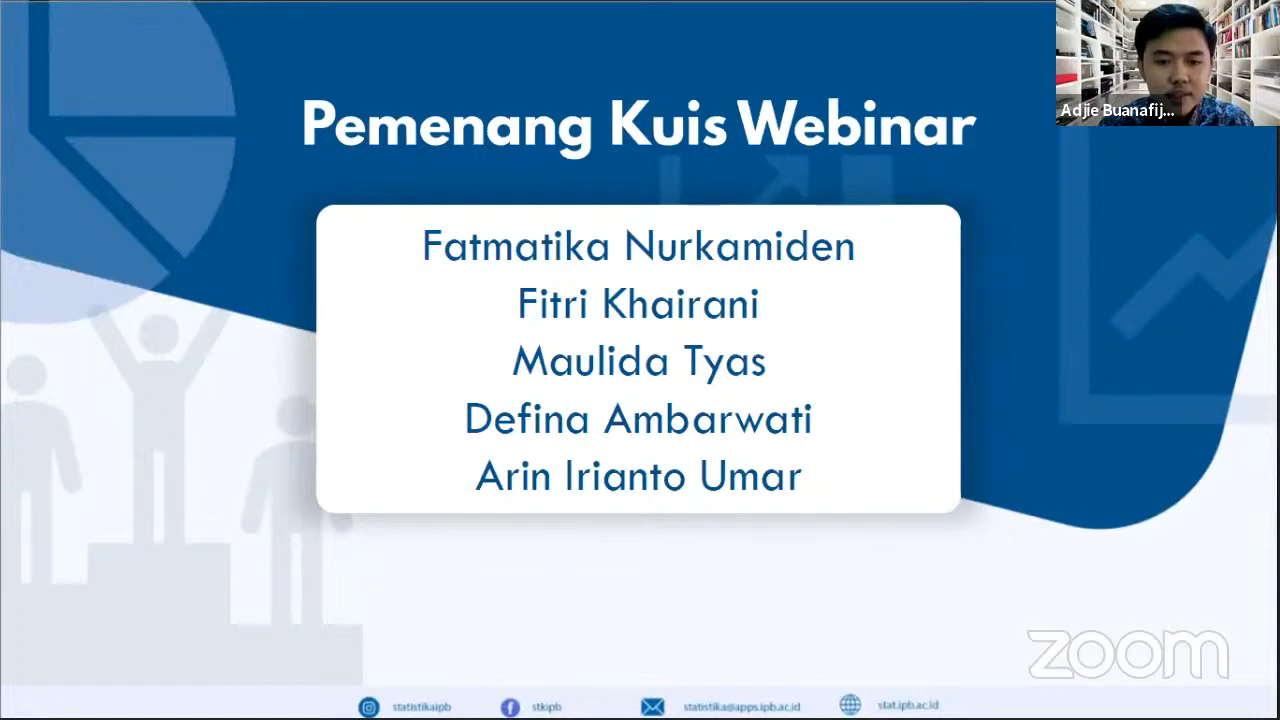 Adjie Buanafij...
Pemenang Kuis Webinar
Fatmatika Nurkamiden
Fitri Khairani
Maulida Tyas
Defina Ambarwati
Arin Irianto Umar
zoom
statistikaipb
stkipb
statistika@apps.ipb.ac.id
stat.ipb.ac.id